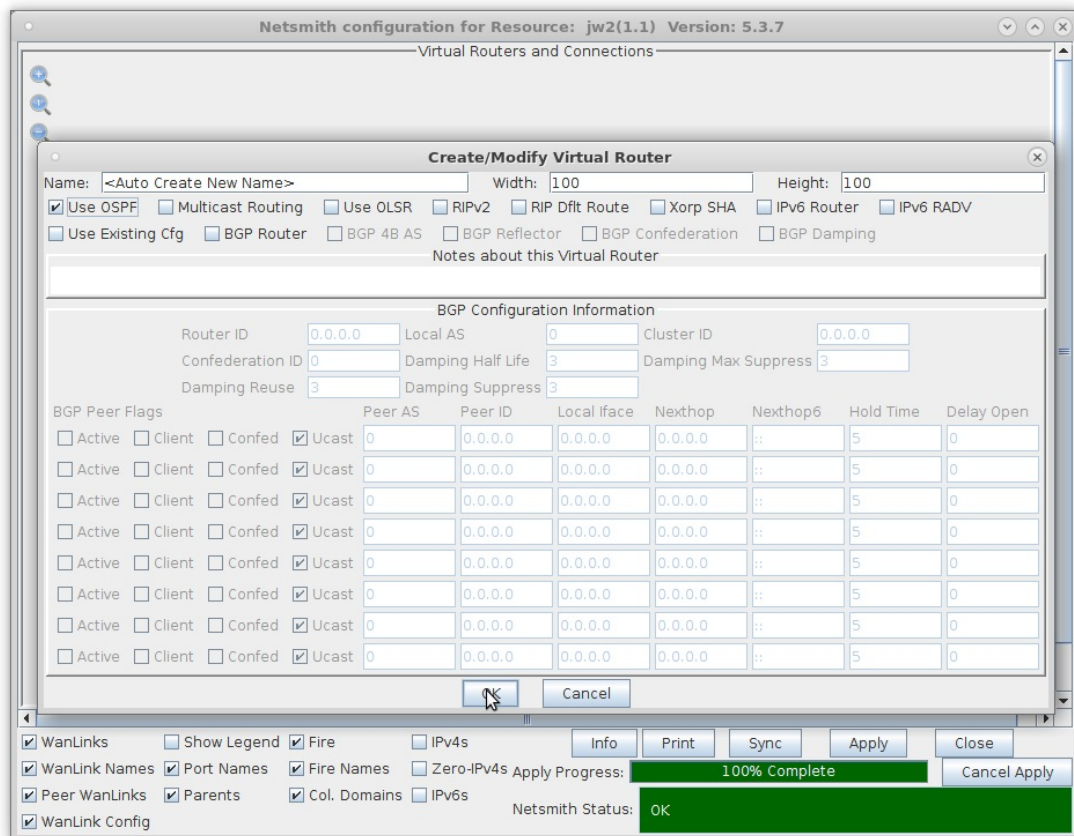 Netsmith configuration for Resource: jw2(1.1) Version: 5.3.7
Virtual Routers and Connections
Create/Modify Virtual Router
Name: <Auto Create New Name> Width: 100 Height: 100
Use OSPF Multicast Routing Use OLSR RIPv2 RIP Dflt Route Xorp SHA IPv6 Router IPv6 RADV
Use Existing Cfg BGP Router BGP 4B AS BGP Reflector BGP Confederation BGP Damping
Notes about this Virtual Router
BGP Configuration Information
Router ID 0.0.0.0 Local AS 0 Cluster ID 0.0.0.0
Confederation ID 0 Damping Half Life 3 Damping Max Suppress 3
Damping Reuse 3 Damping Suppress 3
BGP Peer Flags Peer AS Peer ID Local Iface Nexthop Nexthop6 Hold Time Delay Open
Active Client Confed Ucast 0 0.0.0.0 0.0.0.0 0.0.0.0 :: 5 0
Active Client Confed Ucast 0 0.0.0.0 0.0.0.0 0.0.0.0 :: 5 0
Active Client Confed Ucast 0 0.0.0.0 0.0.0.0 0.0.0.0 :: 5 0
Active Client Confed Ucast 0 0.0.0.0 0.0.0.0 0.0.0.0 :: 5 0
Active Client Confed Ucast 0 0.0.0.0 0.0.0.0 0.0.0.0 :: 5 0
Active Client Confed Ucast 0 0.0.0.0 0.0.0.0 0.0.0.0 :: 5 0
Active Client Confed Ucast 0 0.0.0.0 0.0.0.0 0.0.0.0 :: 5 0
Active Client Confed Ucast 0 0.0.0.0 0.0.0.0 0.0.0.0 :: 5 0
OK Cancel
WanLinks Show Legend Fire IPv4s Info Print Sync Apply Close
WanLink Names Port Names Fire Names Zero-IPv4s Apply Progress: 100% Complete Cancel Apply
Peer WanLinks Parents Col. Domains IPv6s Netsmith Status: OK
WanLink Config